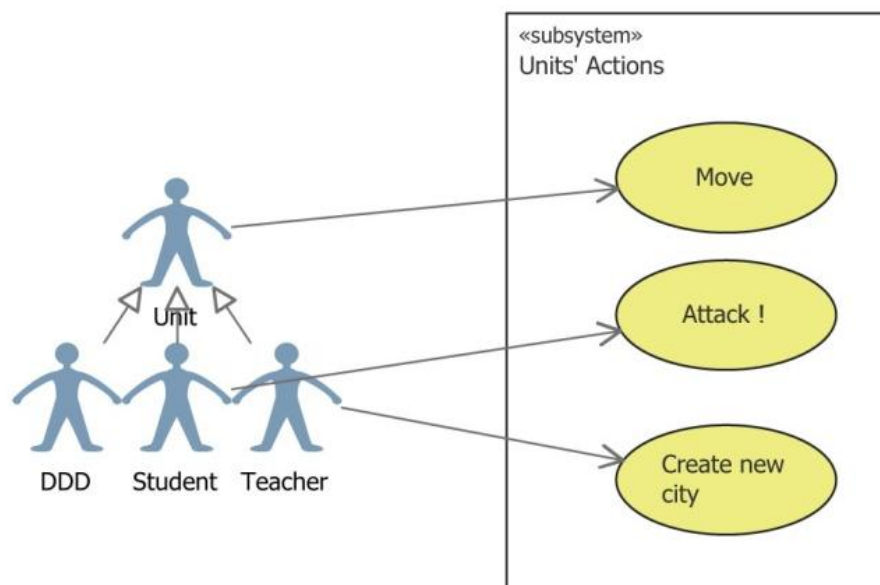 «subsystem»
Units' Actions
Move
Unit
Attack !
DDD
Student
Teacher
Create new
city